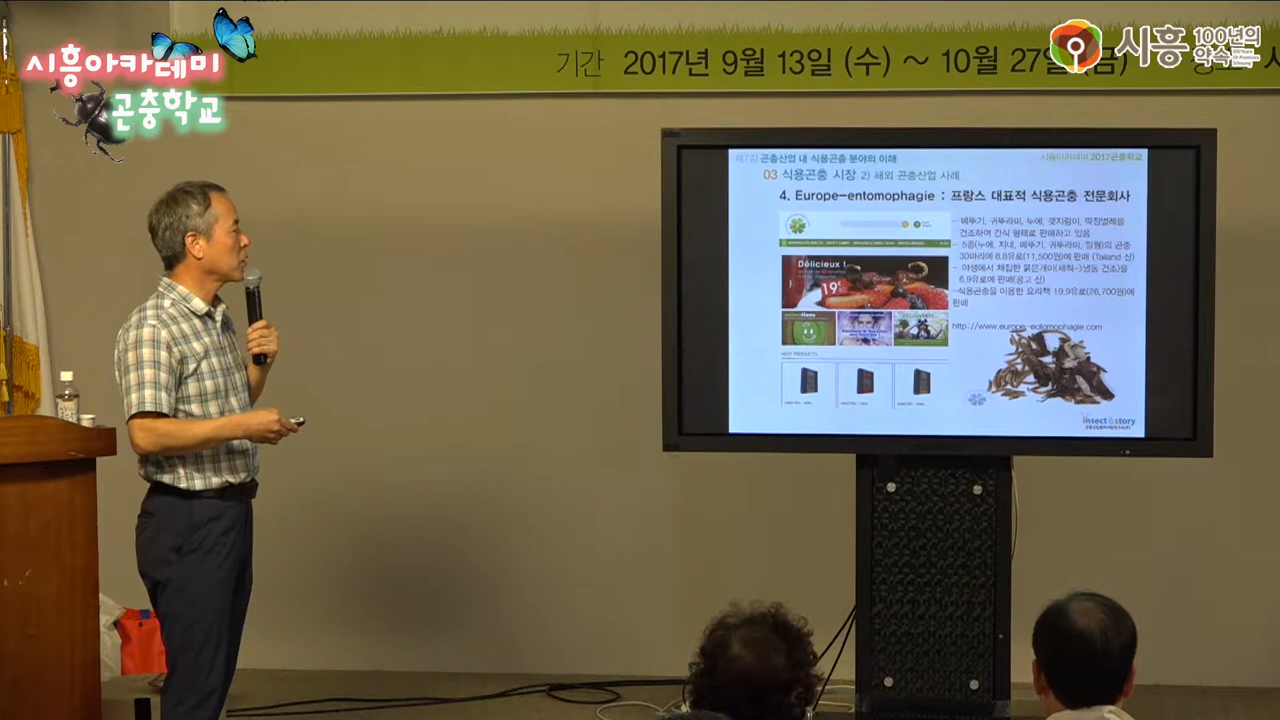 시흥아카데미
곤충학교
기간 2017년 9월 13일 (수) ~ 10월 27일(금)
시흥 100년의 약속
제7강 곤충산업 내 식용곤충 분야의 이해
시흥아카데미 2017곤충학교
03 식용곤충 시장 2) 해외 곤충산업 사례
4. Europe-entomophagie : 프랑스 대표적 식용곤충 전문회사
- 메뚜기, 귀뚜라미, 누에, 갯지렁이, 딱정벌레를
건조하여 간식 형태로 판매하고 있음
- 5종(누에, 지네, 메뚜기, 귀뚜라미, 밀웜)의 곤충
30마리에 8.8유로(11,500원)에 판매 (Tailand 산)
- 야생에서 채집한 붉은개미(세척->냉동 건조)를
6.9유로에 판매(콩고 산)
-식용곤충을 이용한 요리책 19.9유로(26,700원)에
판매
http://www.europe-entomophagie.com
Délicieux !
19€
DÉCOUVERTE
insect&story